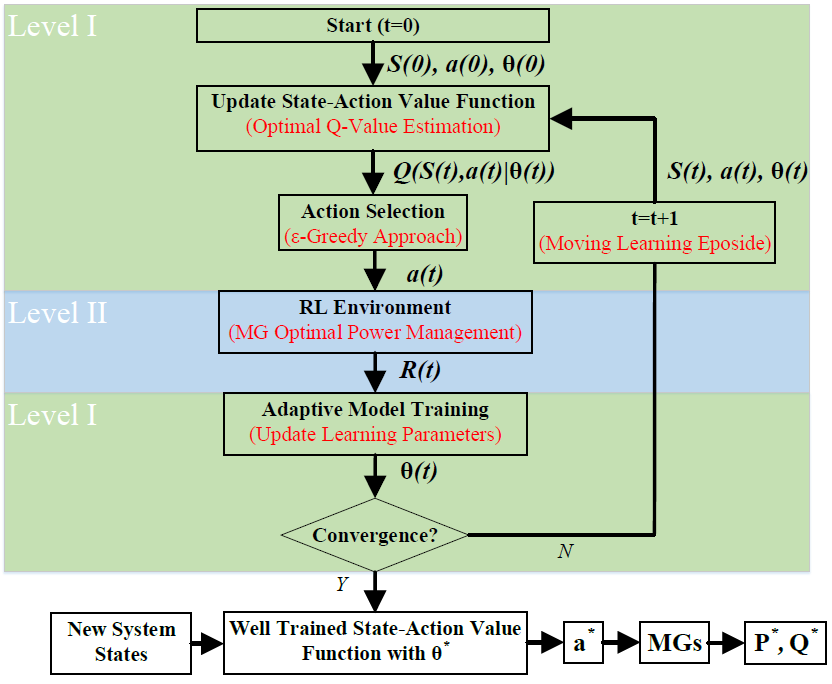 Level I
Start (t=0)
S(0), a(0), θ(0)
Update State-Action Value Function
(Optimal Q-Value Estimation)
Q(S(t),a(t)|θ(t))
S(t), a(t), θ(t)
Action Selection
(ε-Greedy Approach)
t=t+1
(Moving Learning Eposide)
a(t)
Level II
RL Environment
(MG Optimal Power Management)
R(t)
Level I
Adaptive Model Training
(Update Learning Parameters)
θ(t)
Convergence?
N
Y
New System
States
Well Trained State-Action Value
Function with θ*
a*
MGs
P*, Q*